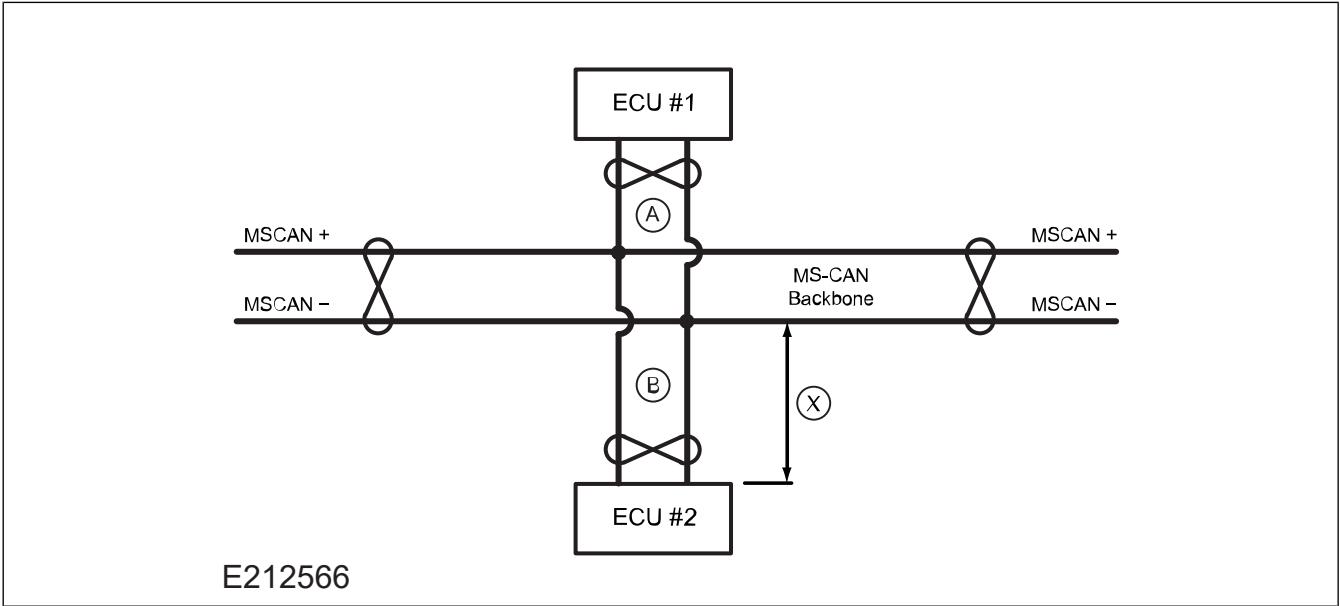 ECU #1
A
MSCAN +
MSCAN +
MS-CAN
Backbone
MSCAN –
MSCAN –
B
X
ECU #2
E212566